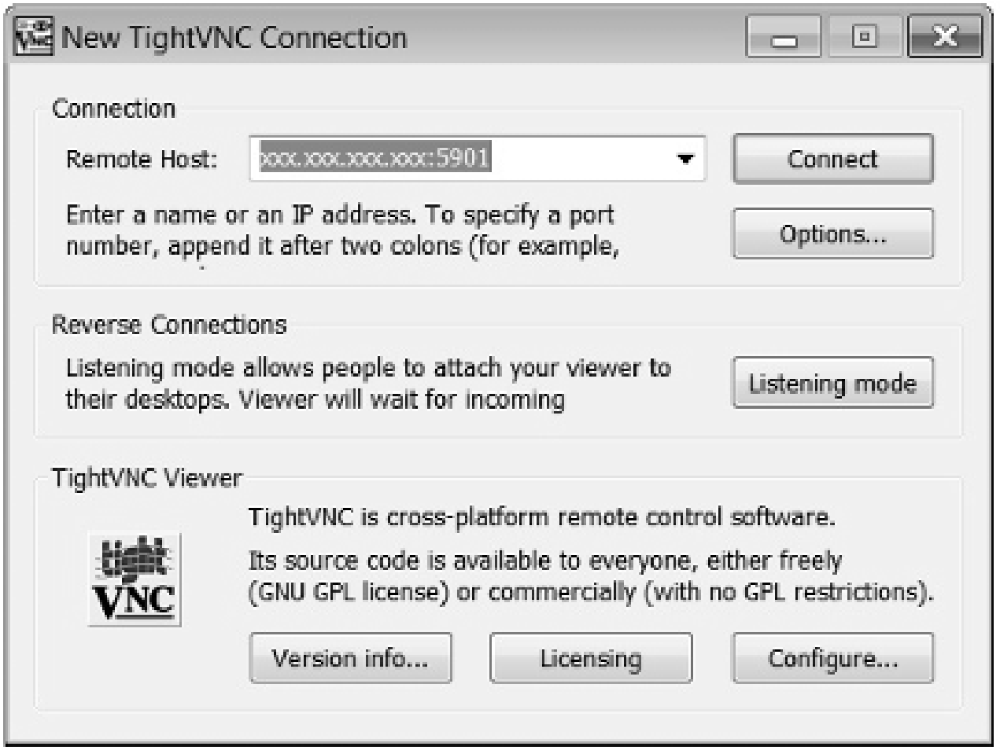 New TightVNC Connection
Connection
Remote Host:
xxx.xxx.xxx.xxx:5901
Connect
Enter a name or an IP address. To specify a port
number, append it after two colons (for example,
Options...
Reverse Connections
Listening mode allows people to attach your viewer to
their desktops. Viewer will wait for incoming
Listening mode
TightVNC Viewer
tight
VNC
TightVNC is cross-platform remote control software.
Its source code is available to everyone, either freely
(GNU GPL license) or commercially (with no GPL restrictions).
Version info...
Licensing
Configure...